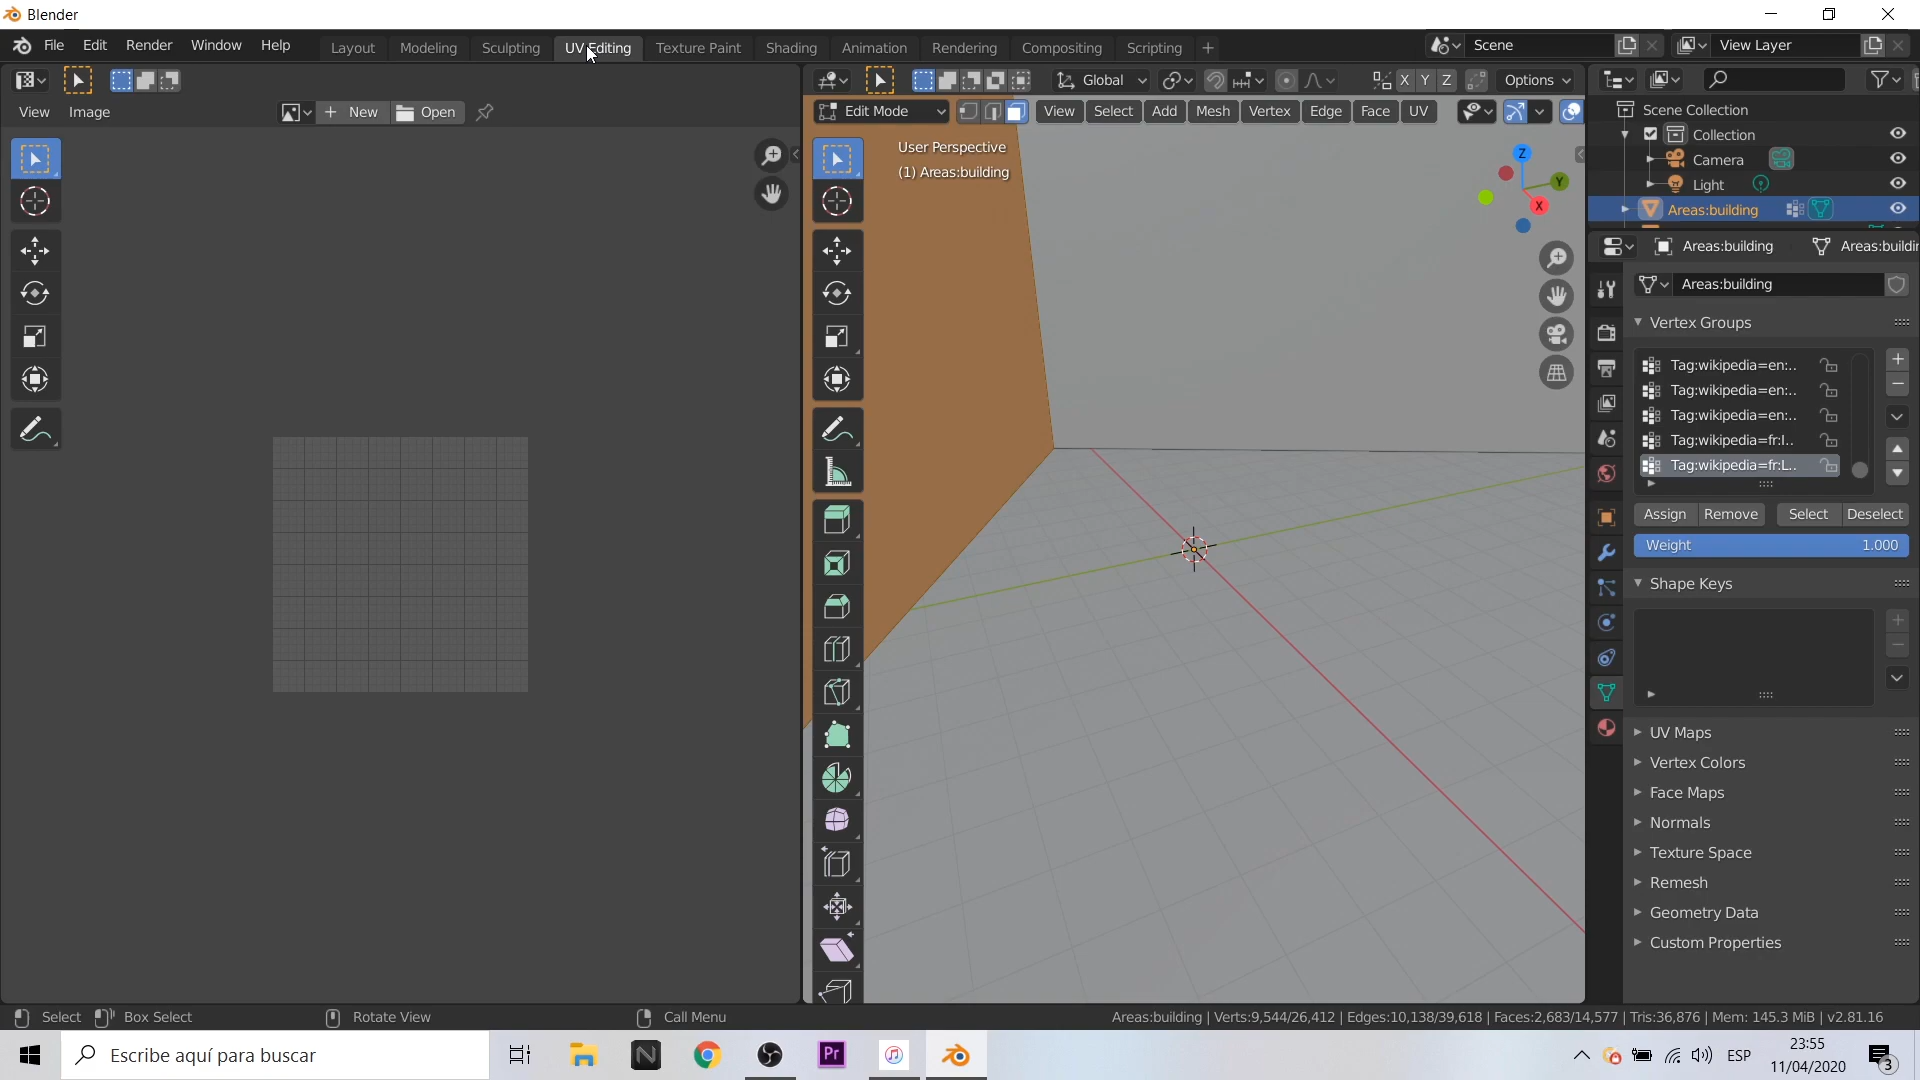 Blender
File Edit Render Window Help Layout Modeling Sculpting UV Editing Texture Paint Shading Animation Rendering Compositing Scripting + Scene View Layer
Global X Y Z Options
View Image + New Open Edit Mode View Select Add Mesh Vertex Edge Face UV
User Perspective
(1) Areas:building
Z
Y
X
Scene Collection
Collection
Camera
Light
Areas:building
Areas:building Areas:buildir
Areas:building
Vertex Groups
Tag:wikipedia=en:..
Tag:wikipedia=en:..
Tag:wikipedia=en:..
Tag:wikipedia=fr:I..
Tag:wikipedia=fr:L..
Assign Remove Select Deselect
Weight 1.000
Shape Keys
UV Maps
Vertex Colors
Face Maps
Normals
Texture Space
Remesh
Geometry Data
Custom Properties
Select Box Select Rotate View Call Menu Areas:building | Verts:9,544/26,412 | Edges:10,138/39,618 | Faces:2,683/14,577 | Tris:36,876 | Mem: 145.3 MiB | v2.81.16
Escribe aquí para buscar
N
Pr
ESP
23:55
11/04/2020
3